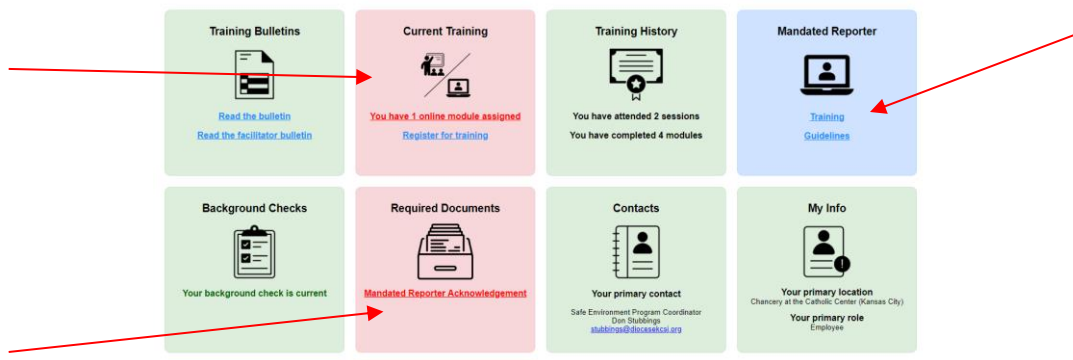 Training Bulletins
Read the bulletin
Read the facilitator bulletin
Current Training
You have 1 online module assigned
Register for training
Training History
You have attended 2 sessions
You have completed 4 modules
Mandated Reporter
Training
Guidelines
Background Checks
Your background check is current
Required Documents
Mandated Reporter Acknowledgement
Contacts
Your primary contact
Safe Environment Program Coordinator
Don Stubbings
stubbings@diocesekcsj.org
My Info
Your primary location
Chancery at the Catholic Center (Kansas City)
Your primary role
Employee